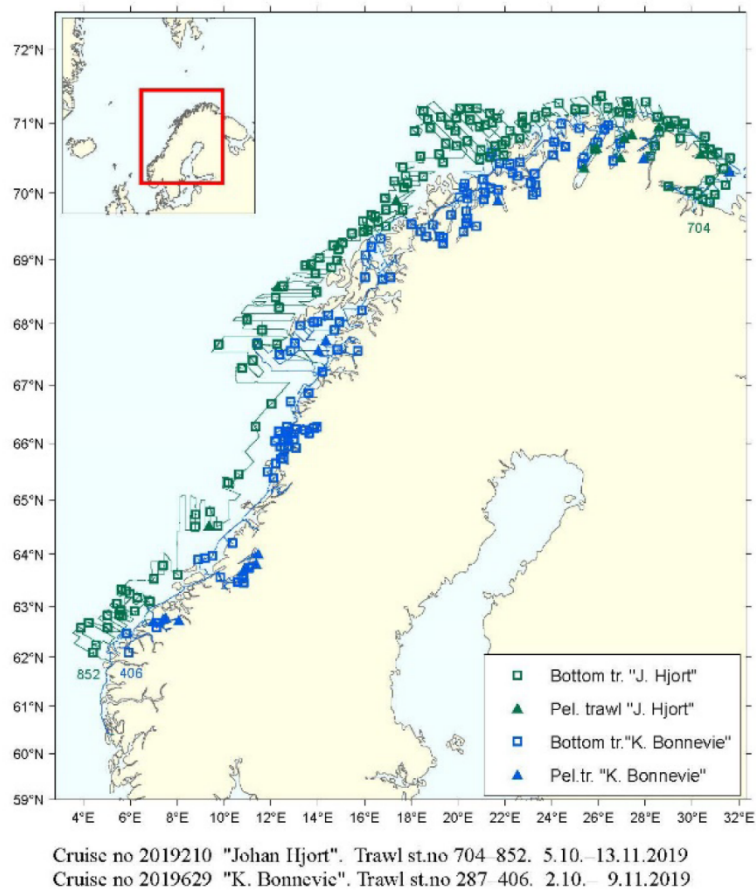 72°N
71°N
70°N
69°N
68°N
67°N
66°N
65°N
64°N
63°N
62°N
61°N
60°N
59°N
704
852
406
Bottom tr. "J. Hjort"
Pel. trawl "J. Hjort"
Bottom tr."K. Bonnevie"
Pel.tr. "K. Bonnevie"
4°E 6°E 8°E 10°E 12°E 14°E 16°E 18°E 20°E 22°E 24°E 26°E 28°E 30°E 32°E
Cruise no 2019210 "Johan Hjort". Trawl st.no 704-852. 5.10.-13.11.2019
Cruise no 2019629 "K. Bonnevie". Trawl st.no 287-406. 2.10.- 9.11.2019